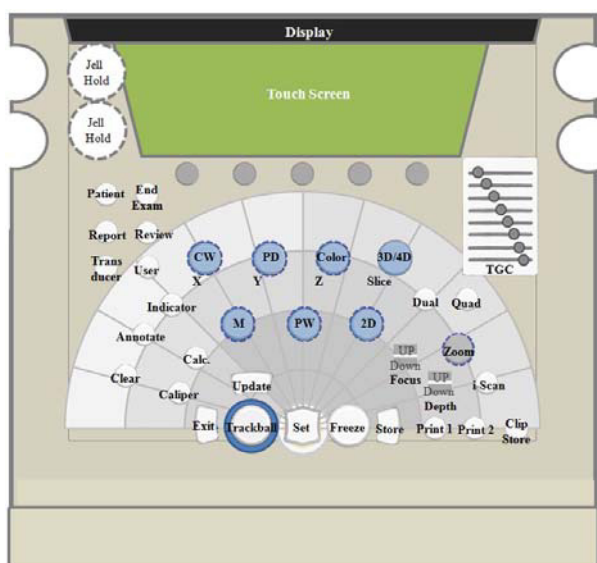 Display
Jell
Hold
Touch Screen
Jell
Hold
Patient
End
Exam
Report
Review
CW
PD
Color
3D/4D
Trans
ducer
User
X
Y
Z
Slice
TGC
Indicator
Dual
Quad
M
PW
2D
Annotate
Calc.
UP
Down
Focus
Zoom
Clear
Caliper
Update
UP
Down
Depth
i Scan
Exit
Trackball
Set
Freeze
Store
Print 1
Print 2
Clip
Store